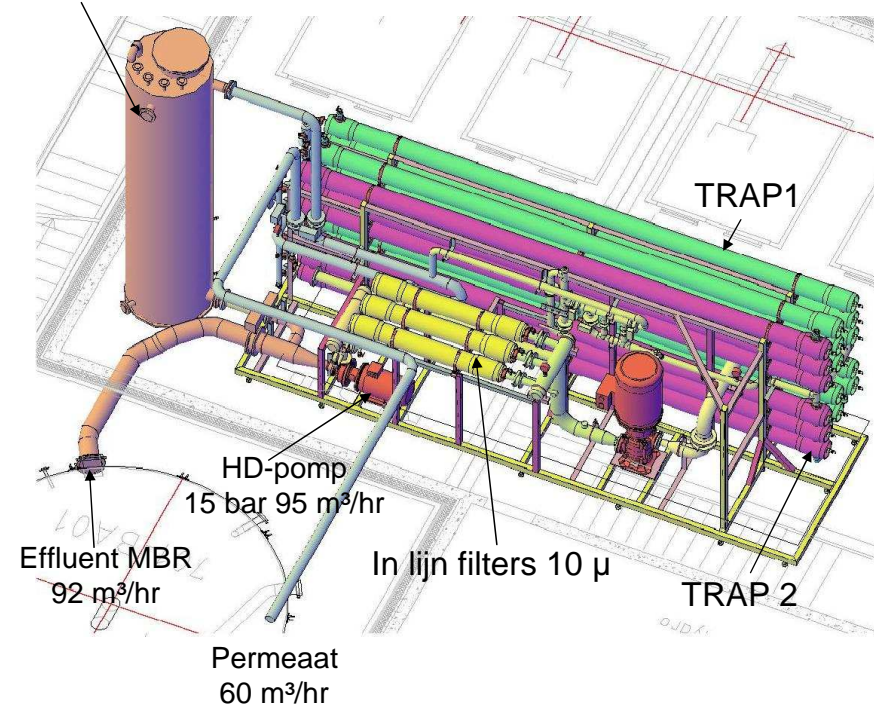 TRAP1
HD-pomp
15 bar 95 m³/hr
Effluent MBR
92 m³/hr
In lijn filters 10 µ
TRAP 2
Permeaat
60 m³/hr